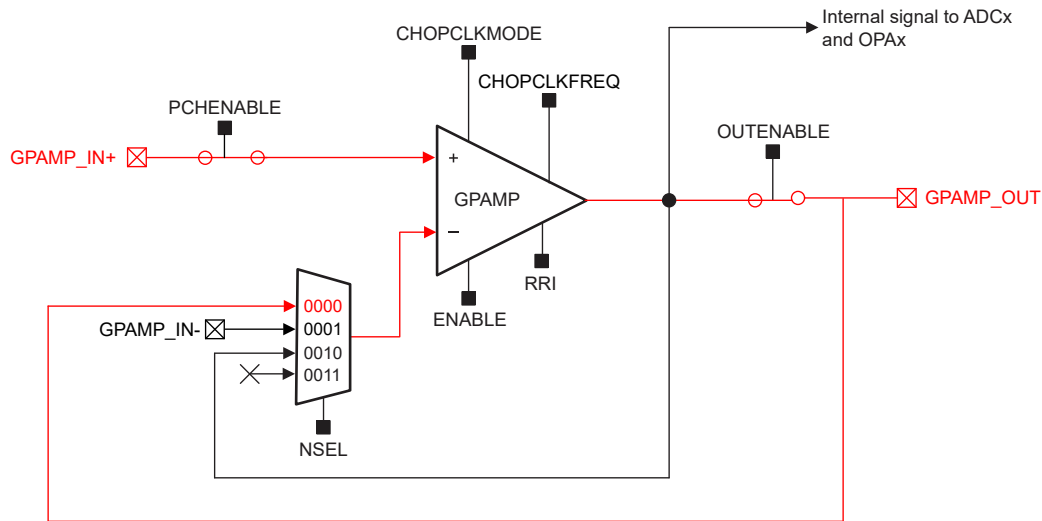 Internal signal to ADCx
and OPAx
CHOPCLKMODE
CHOPCLKFREQ
PCHENABLE
OUTENABLE
GPAMP_IN+
+
GPAMP
GPAMP_OUT
−
RRI
ENABLE
0000
GPAMP_IN-
0001
0010
0011
NSEL